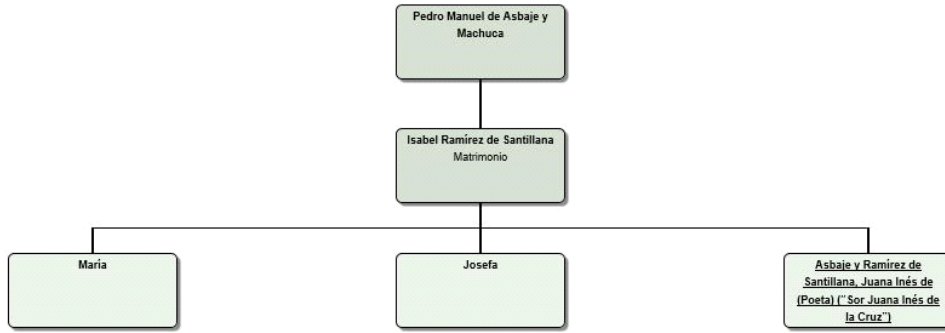 Pedro Manuel de Asbaje y
Machuca
Isabel Ramírez de Santillana
Matrimonio
María
Josefa
Asbaje y Ramírez de
Santillana, Juana Inés de
(Poeta) (¨Sor Juana Inés de
la Cruz¨)